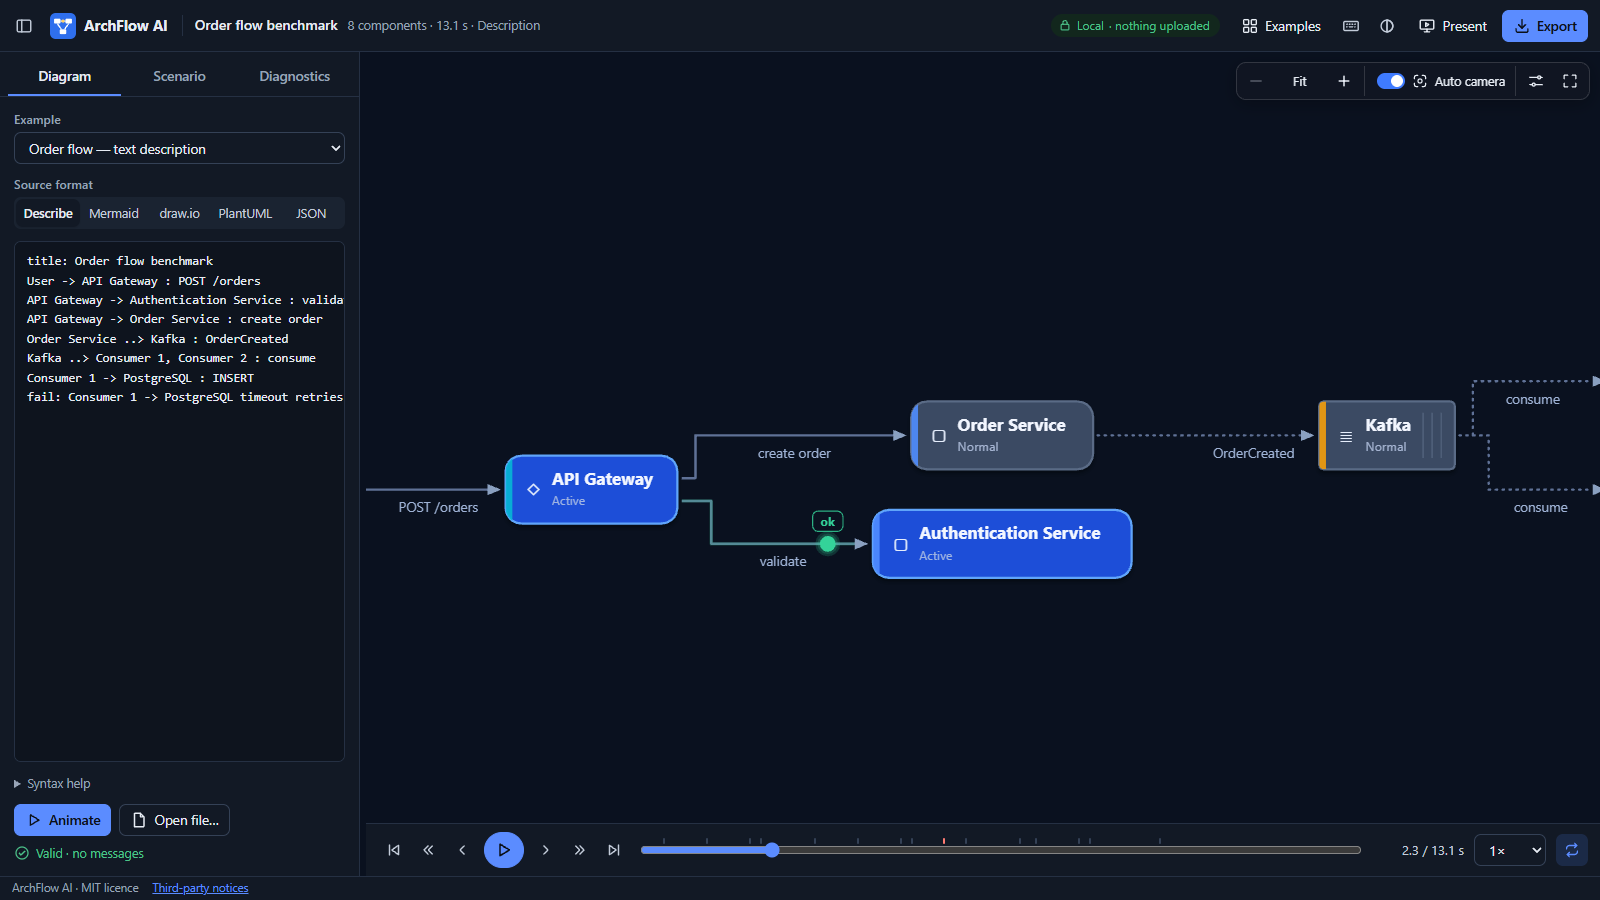 ArchFlow AI
Order flow benchmark
8 components · 13.1 s · Description
Local · nothing uploaded
Examples
Present
Export
Diagram
Scenario
Diagnostics
Fit
Auto camera
Example
Order flow — text description
Source format
Describe
Mermaid
draw.io
PlantUML
JSON
title: Order flow benchmark
User -> API Gateway : POST /orders
API Gateway -> Authentication Service : valida
API Gateway -> Order Service : create order
Order Service ..> Kafka : OrderCreated
Kafka ..> Consumer 1, Consumer 2 : consume
Consumer 1 -> PostgreSQL : INSERT
fail: Consumer 1 -> PostgreSQL timeout retries
POST /orders
API Gateway
Active
create order
Order Service
Normal
OrderCreated
Kafka
Normal
consume
consume
ok
validate
Authentication Service
Active
Syntax help
Animate
Open file...
Valid · no messages
2.3 / 13.1 s
1×
ArchFlow AI · MIT licence
Third-party notices